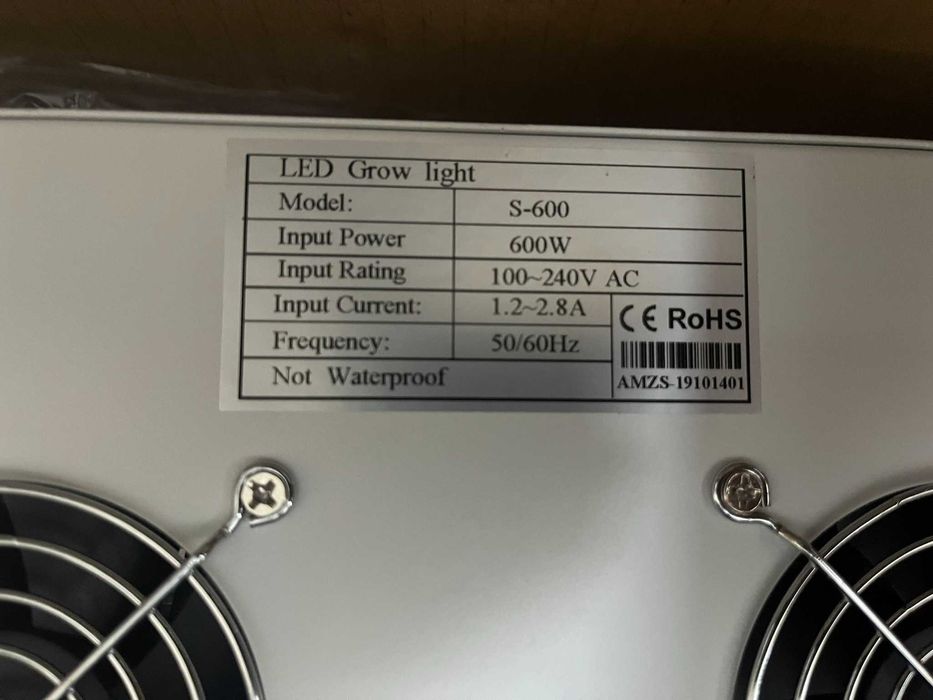 LED Grow light
Model: S-600
Input Power 600W
Input Rating 100~240V AC
Input Current: 1.2~2.8A
Frequency: 50/60Hz
Not Waterproof
CE RoHS
AMZS-19101401